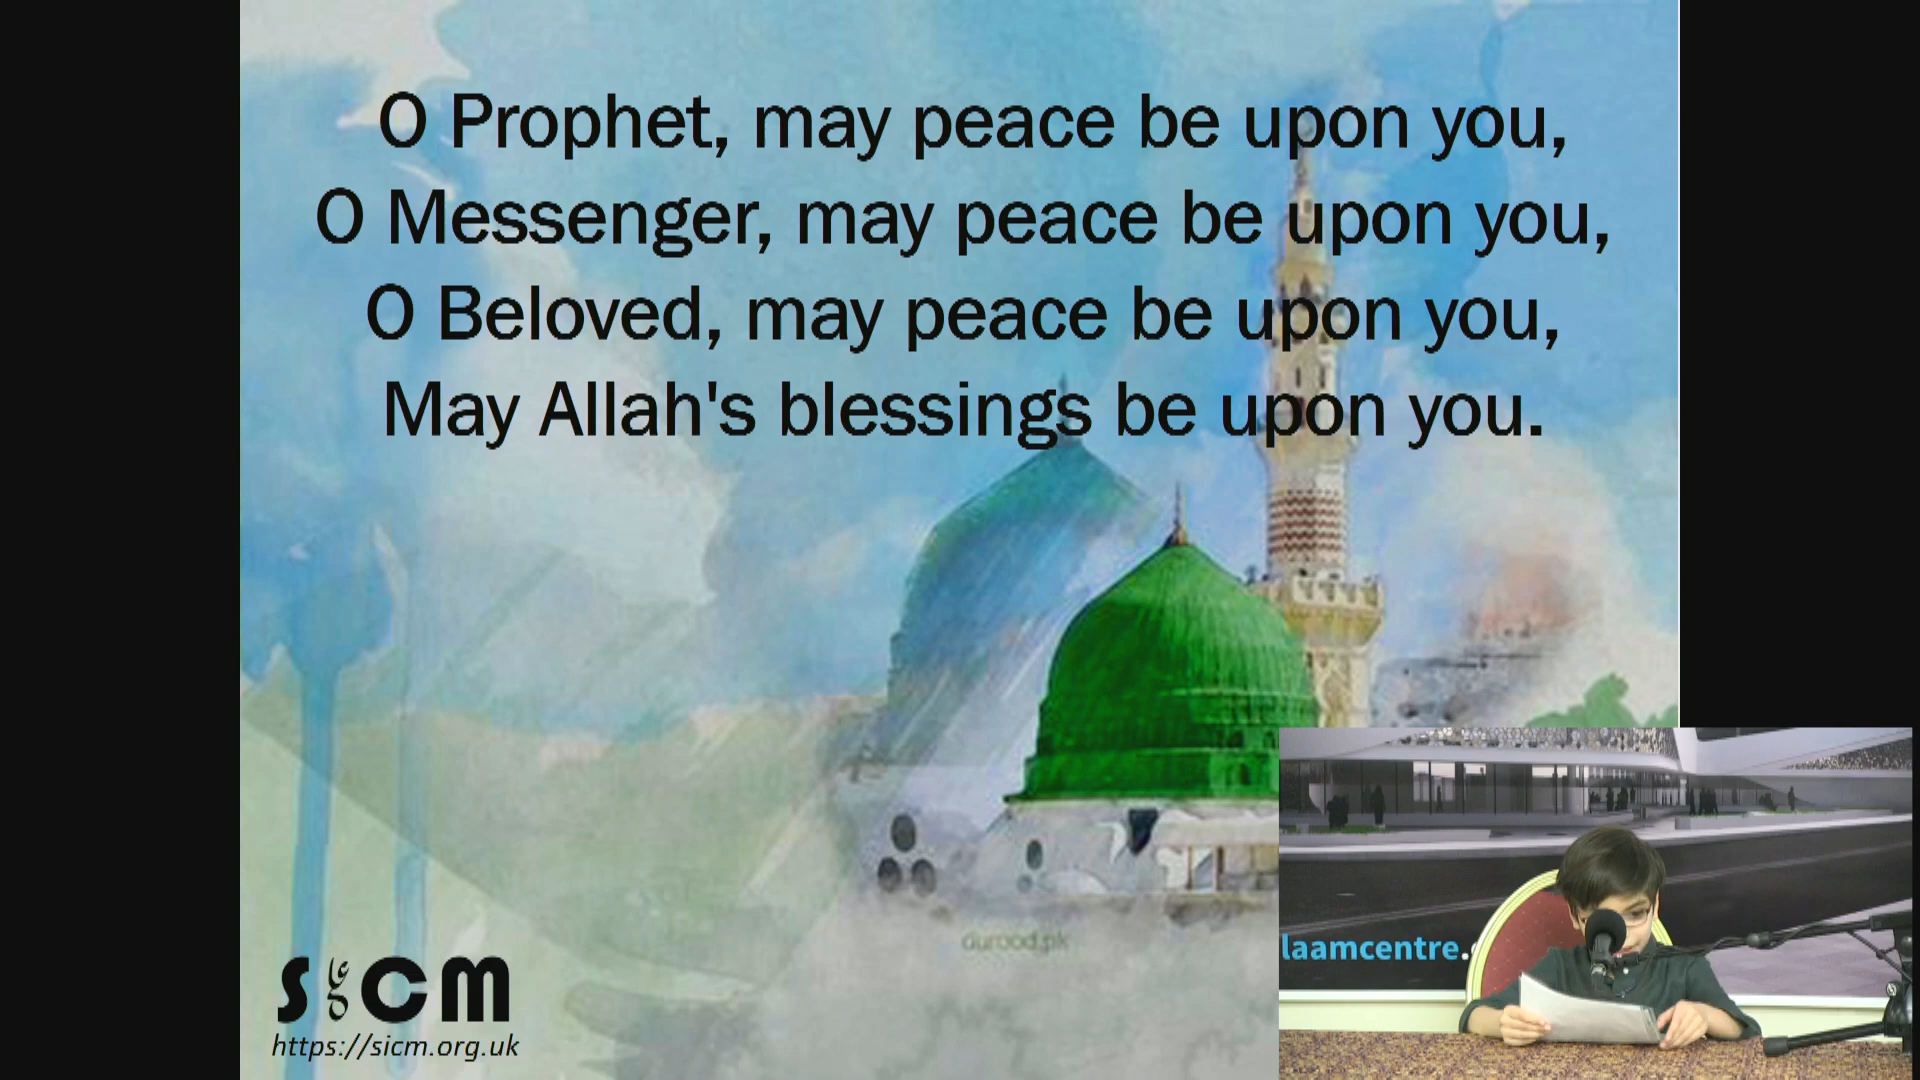 O Prophet, may peace be upon you,
O Messenger, may peace be upon you,
O Beloved, may peace be upon you,
May Allah's blessings be upon you.
durood.pk
laamcentre.
SICM
https://sicm.org.uk